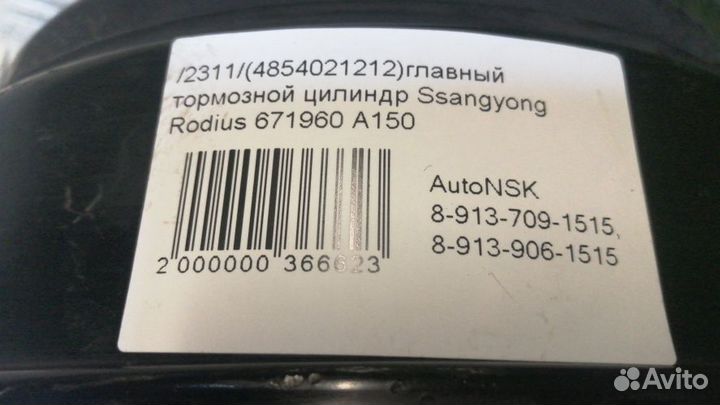 /2311/(4854021212)главный
тормозной цилиндр Ssangyong
Rodius 671960 A150
AutoNSK
8-913-709-1515,
8-913-906-1515
2 000000 366623
Avito